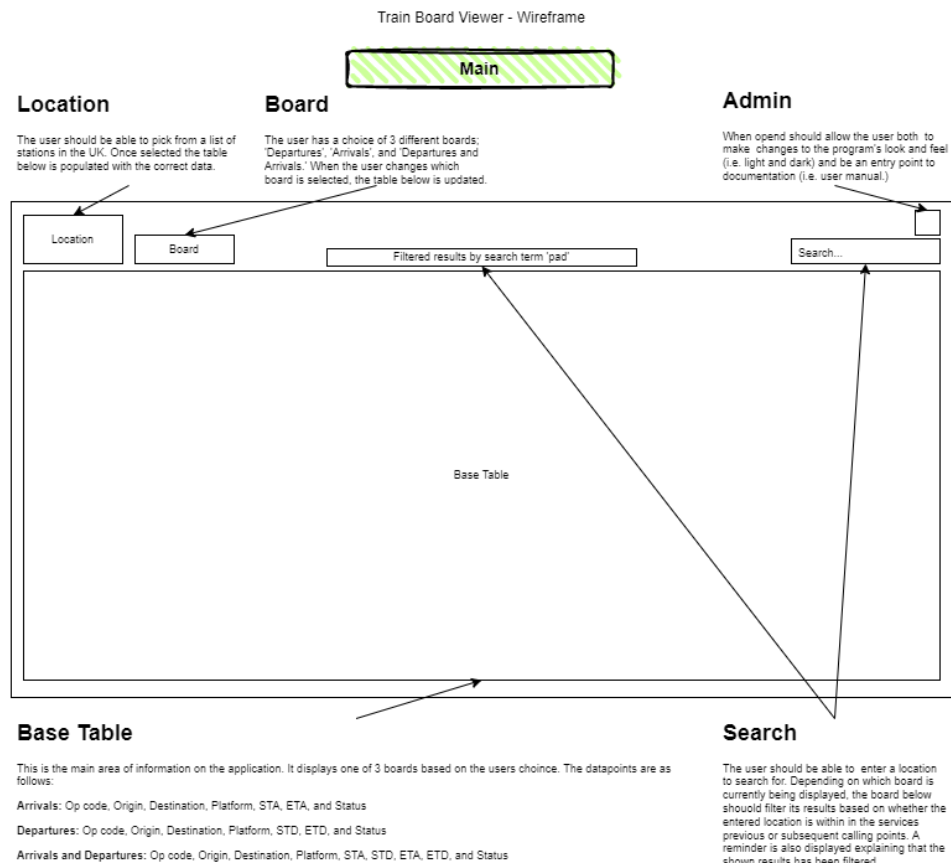 Train Board Viewer - Wireframe
Main
Location
The user should be able to pick from a list of
stations in the UK. Once selected the table
below is populated with the correct data.
Board
The user has a choice of 3 different boards;
'Departures', 'Arrivals', and 'Departures and
Arrivals.' When the user changes which
board is selected, the table below is updated.
Admin
When opend should allow the user both to
make changes to the program's look and feel
(i.e. light and dark) and be an entry point to
documentation (i.e. user manual.)
Location
Board
Filtered results by search term 'pad'
Search...
Base Table
Base Table
This is the main area of information on the application. It displays one of 3 boards based on the users choince. The datapoints are as
follows:
Arrivals: Op code, Origin, Destination, Platform, STA, ETA, and Status
Departures: Op code, Origin, Destination, Platform, STD, ETD, and Status
Arrivals and Departures: Op code, Origin, Destination, Platform, STA, STD, ETA, ETD, and Status
Search
The user should be able to enter a location
to search for. Depending on which board is
currently being displayed, the board below
shouold filter its results based on whether the
entered location is within in the services
previous or subsequent calling points. A
reminder is also displayed explaining that the
shown results has been filtered